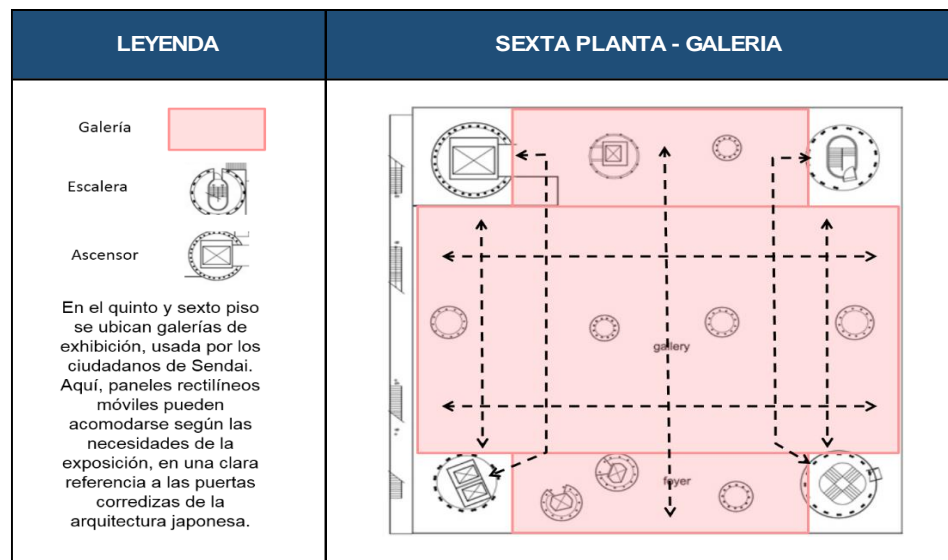 LEYENDA
SEXTA PLANTA - GALERIA
Galería
Escalera
Ascensor
En el quinto y sexto piso
se ubican galerías de
exhibición, usada por los
ciudadanos de Sendai.
Aquí, paneles rectilíneos
móviles pueden
acomodarse según las
necesidades de la
exposición, en una clara
referencia a las puertas
corredizas de la
arquitectura japonesa.
gallery
foyer